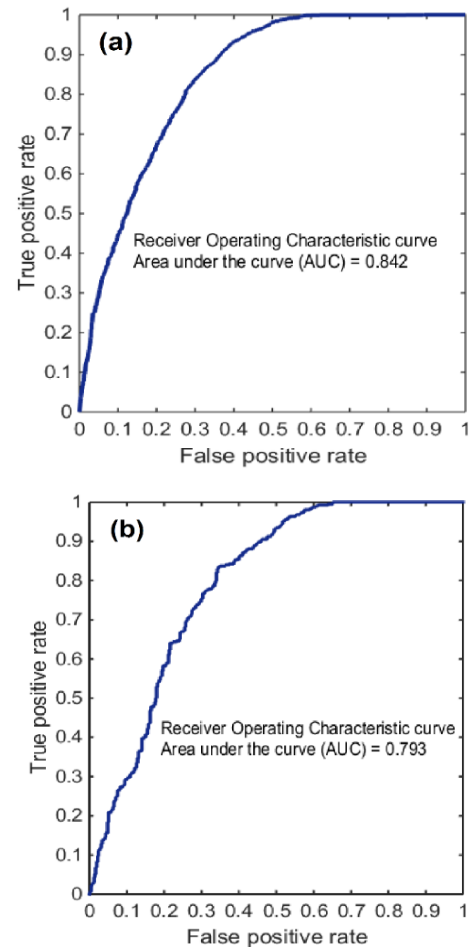 (a)
1
0.9
0.8
0.7
0.6
0.5
0.4
0.3
0.2
0.1
0
True positive rate
Receiver Operating Characteristic curve
Area under the curve (AUC) = 0.842
0 0.1 0.2 0.3 0.4 0.5 0.6 0.7 0.8 0.9 1
False positive rate
(b)
1
0.9
0.8
0.7
0.6
0.5
0.4
0.3
0.2
0.1
0
True positive rate
Receiver Operating Characteristic curve
Area under the curve (AUC) = 0.793
0 0.1 0.2 0.3 0.4 0.5 0.6 0.7 0.8 0.9 1
False positive rate